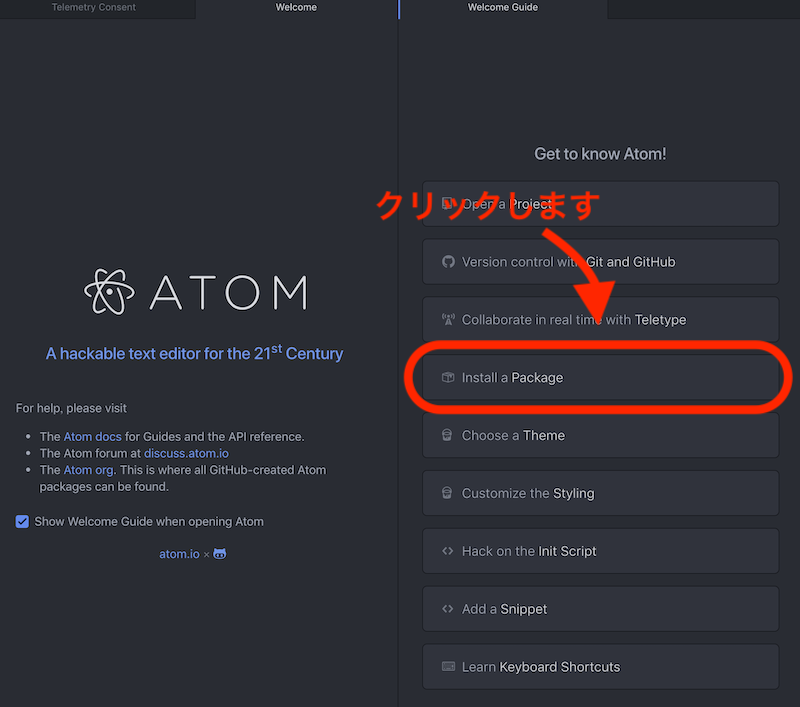 Telemetry Consent
Welcome
Welcome Guide
ATOM
A hackable text editor for the 21st Century
For help, please visit
• The Atom docs for Guides and the API reference.
• The Atom forum at discuss.atom.io
• The Atom org. This is where all GitHub-created Atom
packages can be found.
Show Welcome Guide when opening Atom
atom.io ×
Get to know Atom!
クリックします
Open a Project
Version control with Git and GitHub
Collaborate in real time with Teletype
Install a Package
Choose a Theme
Customize the Styling
Hack on the Init Script
Add a Snippet
Learn Keyboard Shortcuts